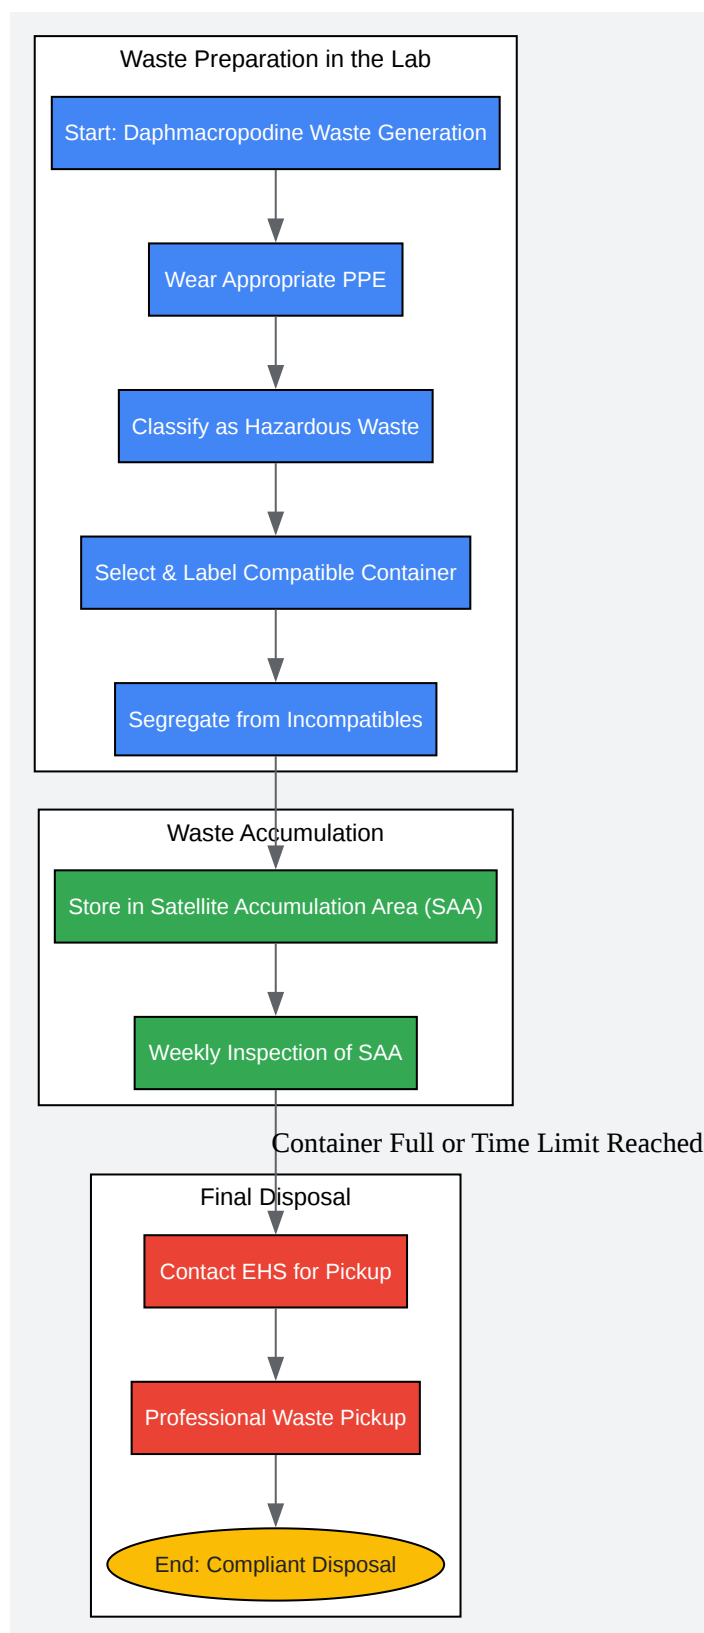 Waste Preparation in the Lab
Start: Daphmacropodine Waste Generation
Wear Appropriate PPE
Classify as Hazardous Waste
Select & Label Compatible Container
Segregate from Incompatibles
Waste Accumulation
Store in Satellite Accumulation Area (SAA)
Weekly Inspection of SAA
Container Full or Time Limit Reached
Final Disposal
Contact EHS for Pickup
Professional Waste Pickup
End: Compliant Disposal